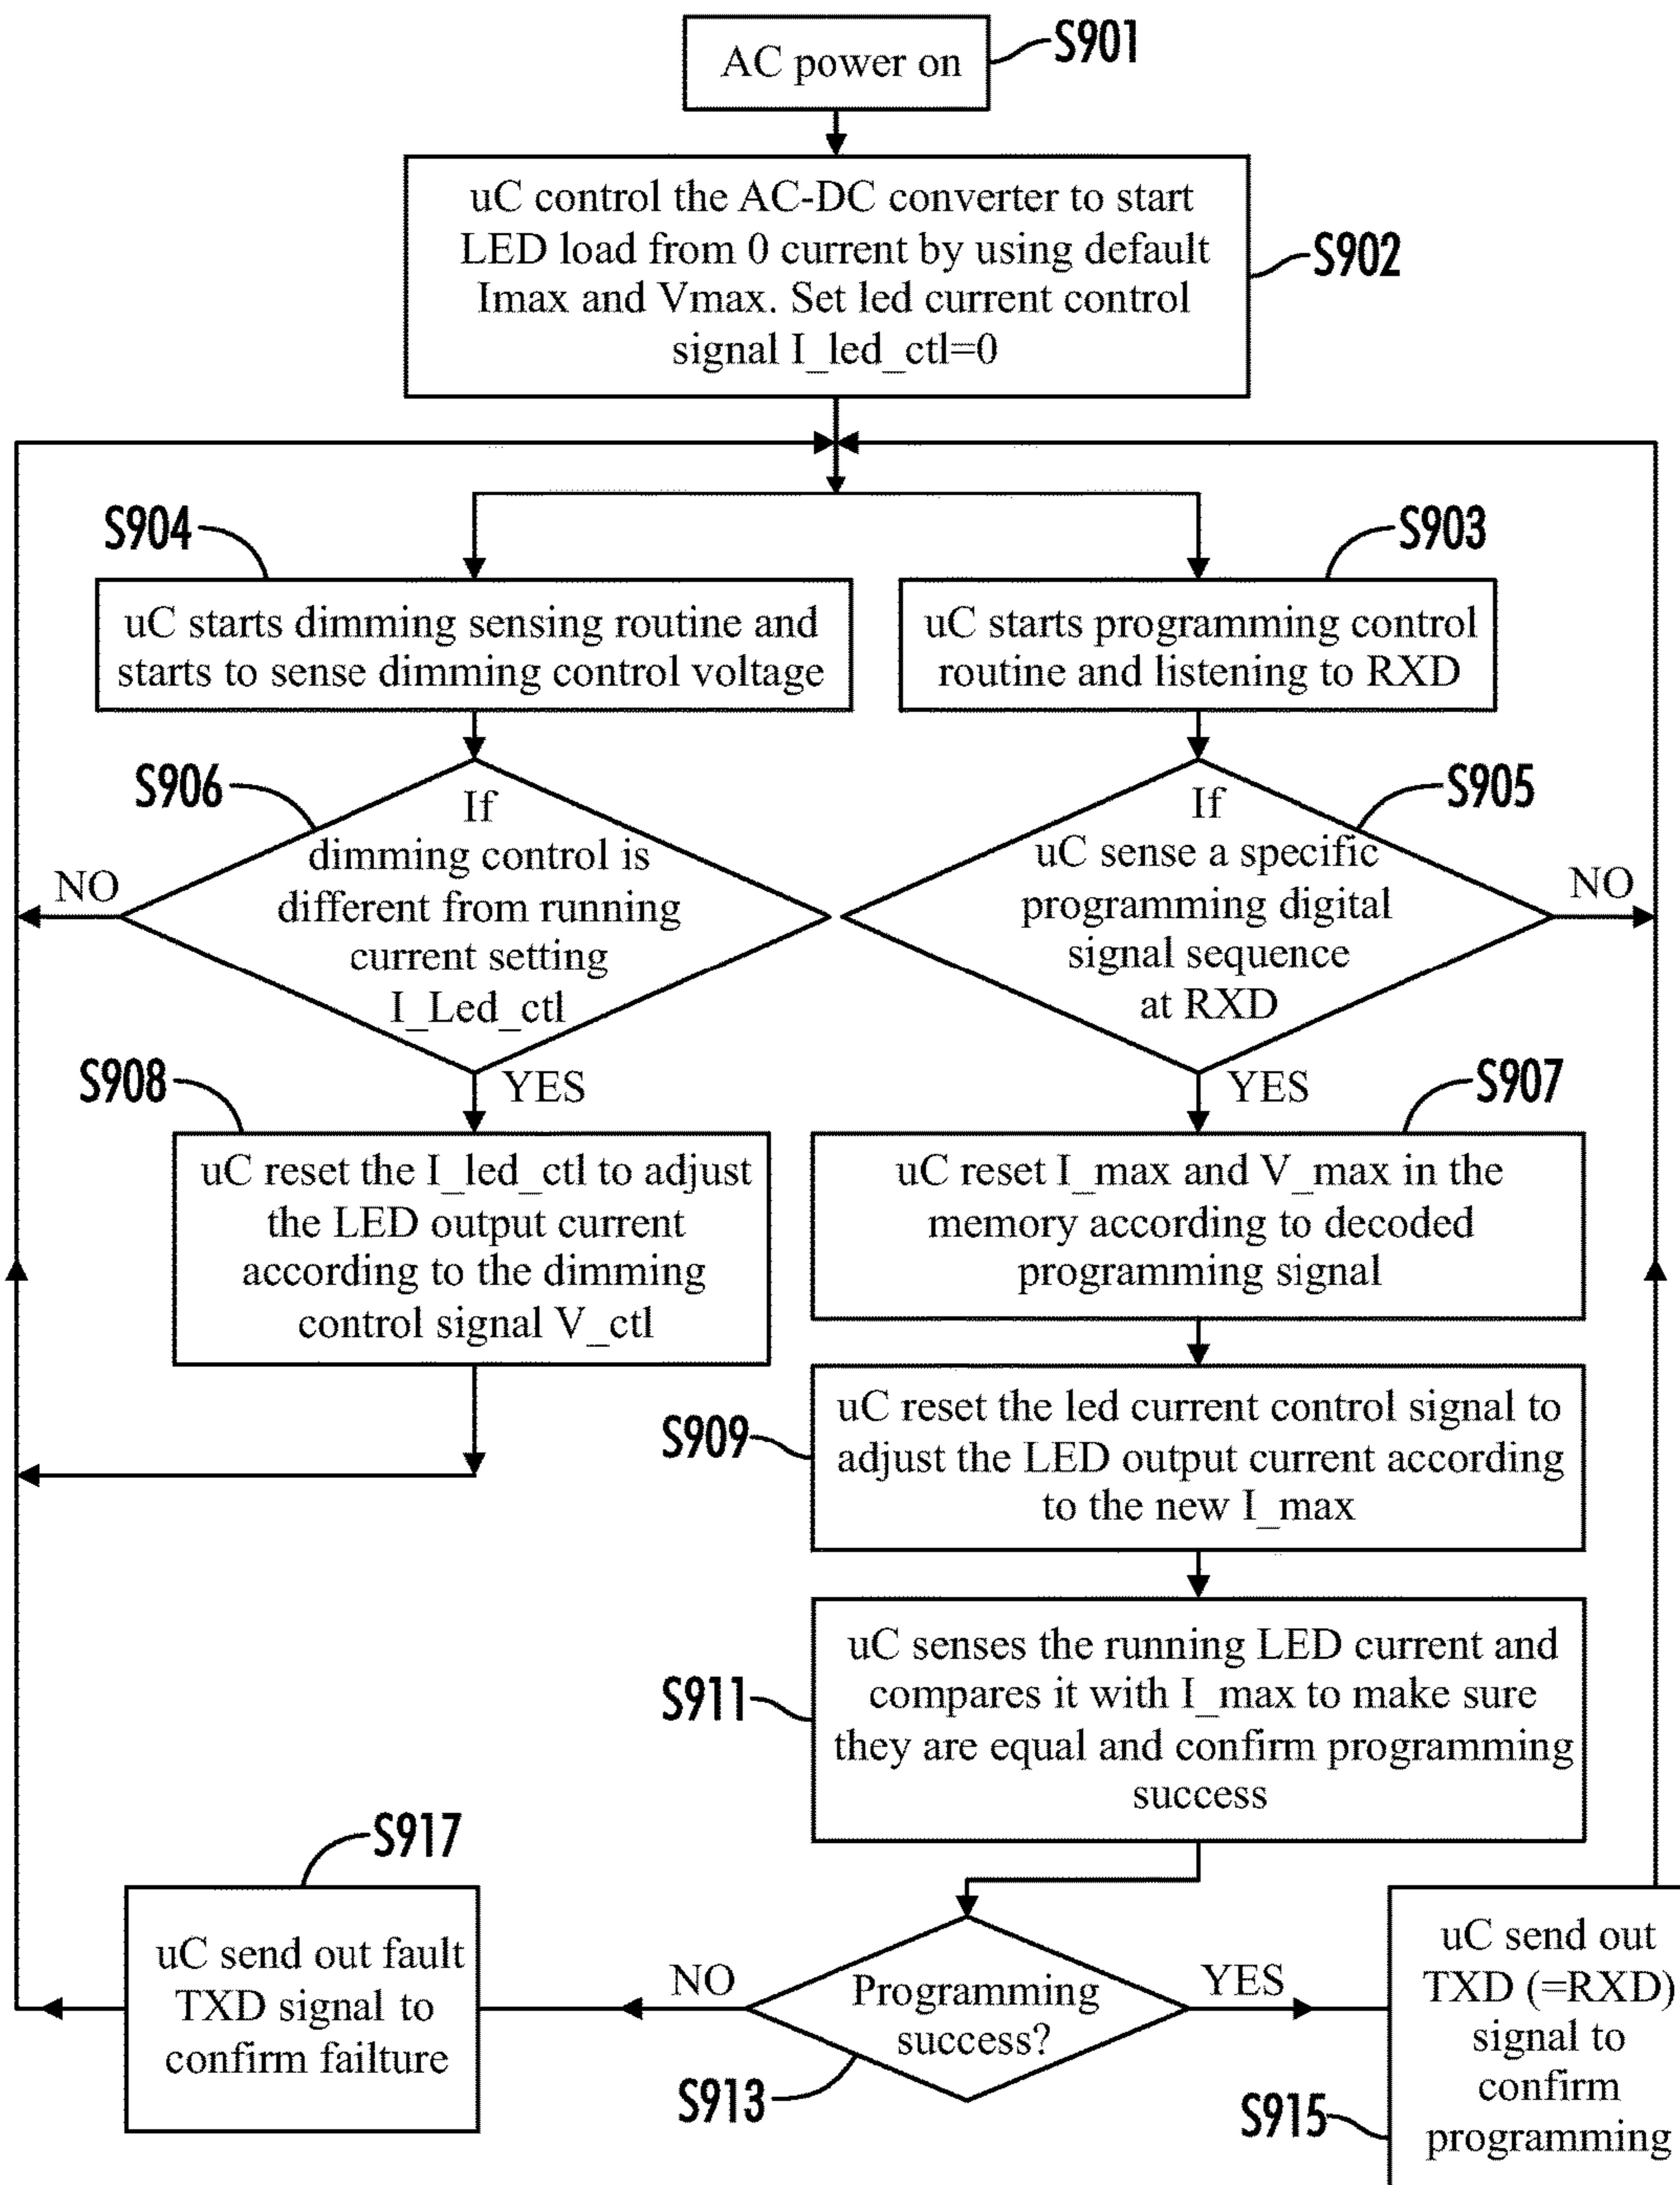 AC power on
S901
uC control the AC-DC converter to start
LED load from 0 current by using default
Imax and Vmax. Set led current control
signal I_led_ctl=0
S902
S904
S903
uC starts dimming sensing routine and
starts to sense dimming control voltage
uC starts programming control
routine and listening to RXD
S906
If
dimming control is
different from running
current setting
I_Led_ctl
NO
YES
S905
If
uC sense a specific
programming digital
signal sequence
at RXD
NO
YES
S908
uC reset the I_led_ctl to adjust
the LED output current
according to the dimming
control signal V_ctl
S907
uC reset I_max and V_max in the
memory according to decoded
programming signal
S909
uC reset the led current control signal to
adjust the LED output current according
to the new I_max
S911
uC senses the running LED current and
compares it with I_max to make sure
they are equal and confirm programming
success
S917
uC send out fault
TXD signal to
confirm failture
NO
Programming
success?
YES
S913
uC send out
TXD (=RXD)
signal to
confirm
programming
S915